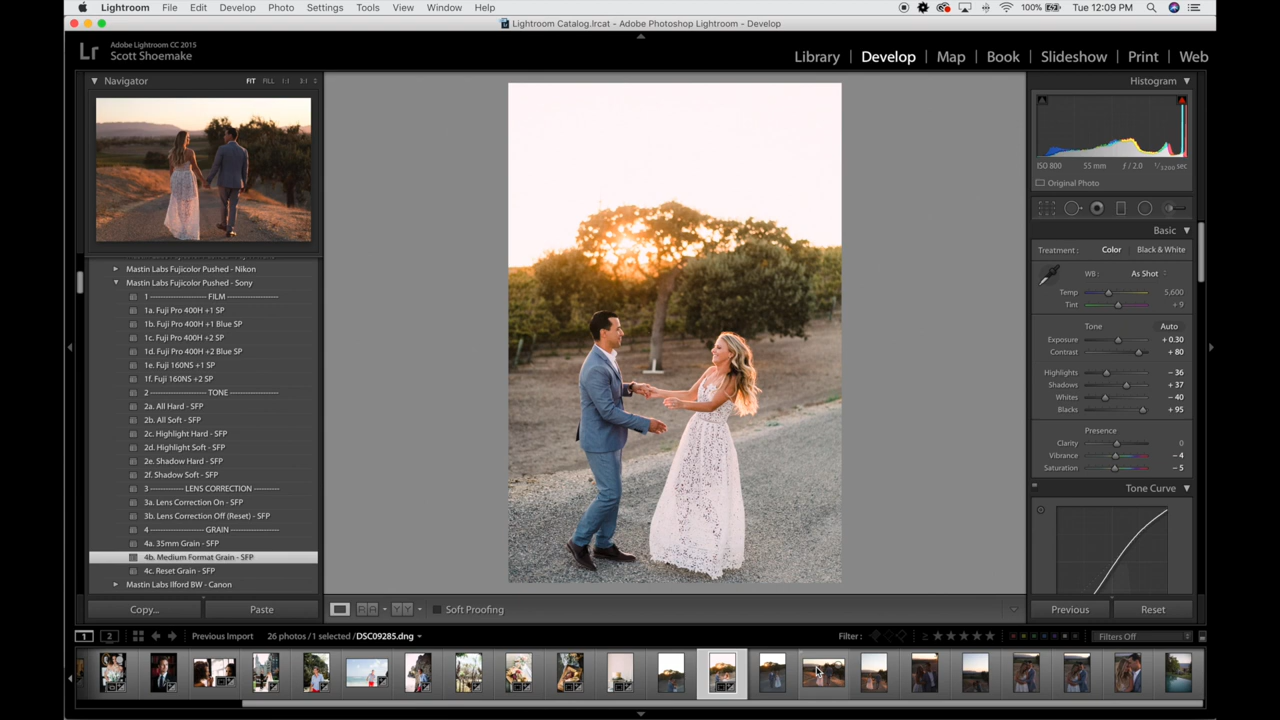 Lightroom File Edit Develop Photo Settings Tools View Window Help 100% Tue 12:09 PM
Lightroom Catalog.lrcat - Adobe Photoshop Lightroom - Develop
Lr Adobe Lightroom CC 2015
Scott Shoemake
Library | Develop | Map | Book | Slideshow | Print | Web
Navigator FIT FILL 1:1 3:1
Histogram
ISO 800 55 mm ƒ / 2.0 1/3200 sec
Original Photo
Basic
Treatment : Color Black & White
WB : As Shot
Temp 5,600
Tint + 9
Tone Auto
Exposure + 0.30
Contrast + 80
Highlights − 36
Shadows + 37
Whites − 40
Blacks + 95
Presence
Clarity 0
Vibrance − 4
Saturation − 5
Tone Curve
Mastin Labs Fujicolor Pushed - Nikon
Mastin Labs Fujicolor Pushed - Sony
1 ---------------------- FILM ----------------------
1a. Fuji Pro 400H +1 SP
1b. Fuji Pro 400H +1 Blue SP
1c. Fuji Pro 400H +2 SP
1d. Fuji Pro 400H +2 Blue SP
1e. Fuji 160NS +1 SP
1f. Fuji 160NS +2 SP
2 ---------------------- TONE ----------------------
2a. All Hard - SFP
2b. All Soft - SFP
2c. Highlight Hard - SFP
2d. Highlight Soft - SFP
2e. Shadow Hard - SFP
2f. Shadow Soft - SFP
3 ------------ LENS CORRECTION ----------
3a. Lens Correction On - SFP
3b. Lens Correction Off (Reset) - SFP
4 ---------------------- GRAIN ---------------------
4a. 35mm Grain - SFP
4b. Medium Format Grain - SFP
4c. Reset Grain - SFP
Mastin Labs Ilford BW - Canon
Copy... Paste
Soft Proofing
Previous Reset
1 2 Previous Import 26 photos / 1 selected / DSC09285.dng Filter : Filters Off